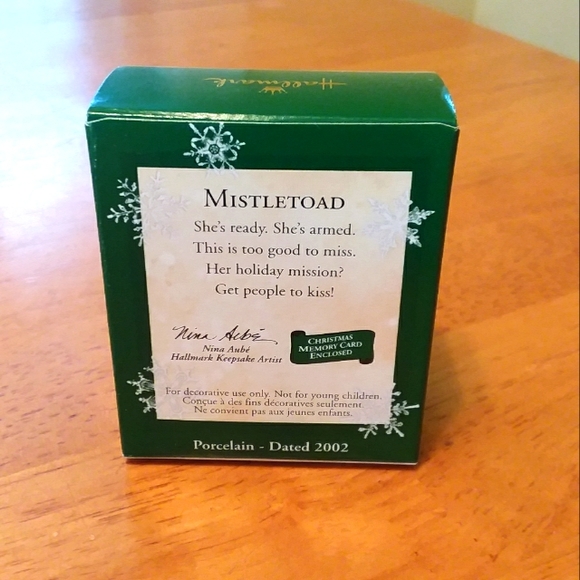 Hallmark
MISTLETOAD
She's ready. She's armed.
This is too good to miss.
Her holiday mission?
Get people to kiss!
Nina Aubé
Nina Aubé
Hallmark Keepsake Artist
CHRISTMAS
MEMORY CARD
ENCLOSED
For decorative use only. Not for young children.
Conçue à des fins décoratives seulement.
Ne convient pas aux jeunes enfants.
Porcelain - Dated 2002